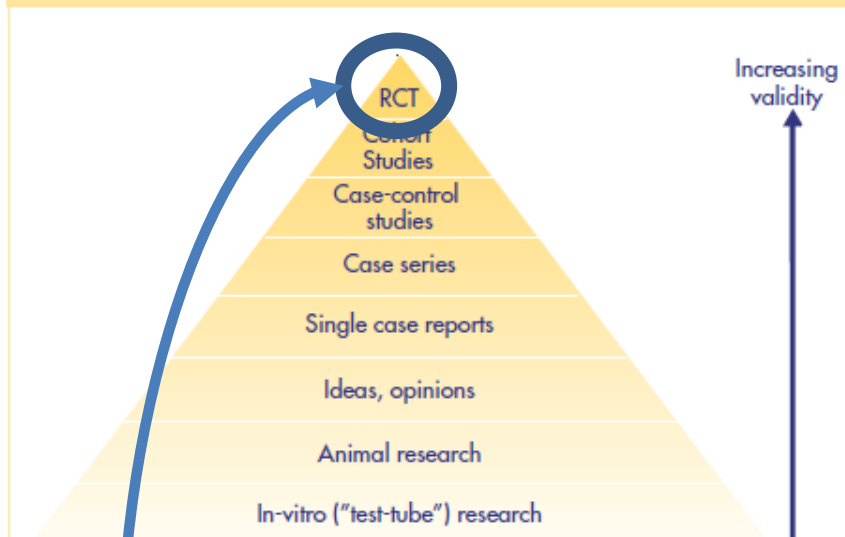 Increasing
validity
RCT
Cohort
Studies
Case-control
studies
Case series
Single case reports
Ideas, opinions
Animal research
In-vitro ("test-tube") research